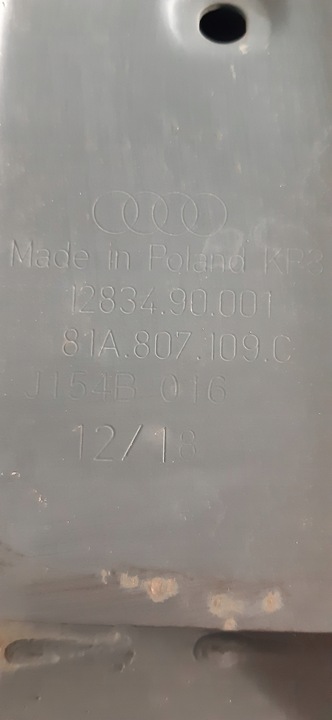 Made in Poland KP3
12834.90.001
81A.807.109.C
J154B 016
12/18